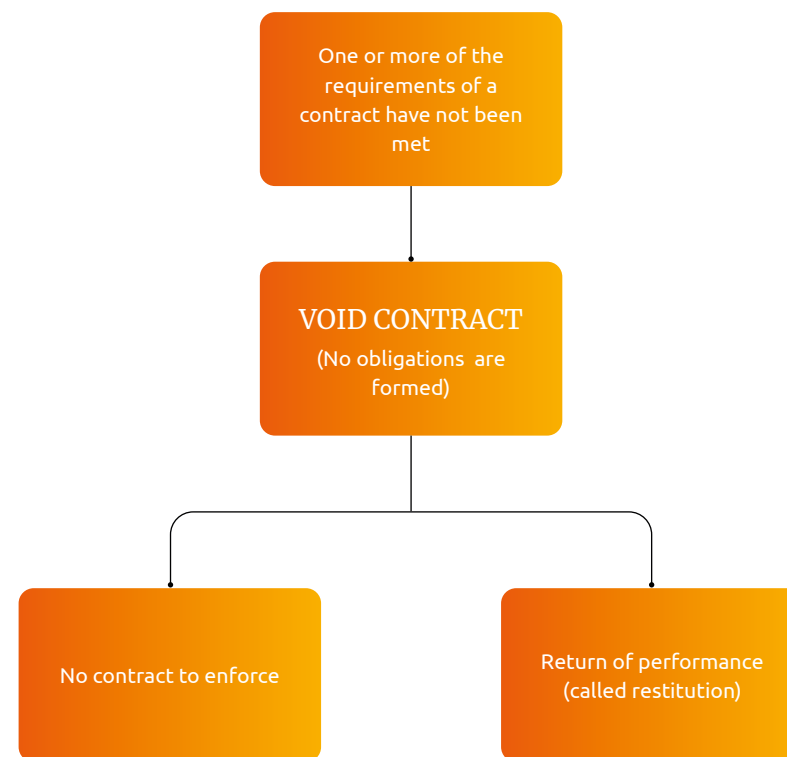 One or more of the
requirements of a
contract have not been
met
VOID CONTRACT
(No obligations are
formed)
No contract to enforce
Return of performance
(called restitution)